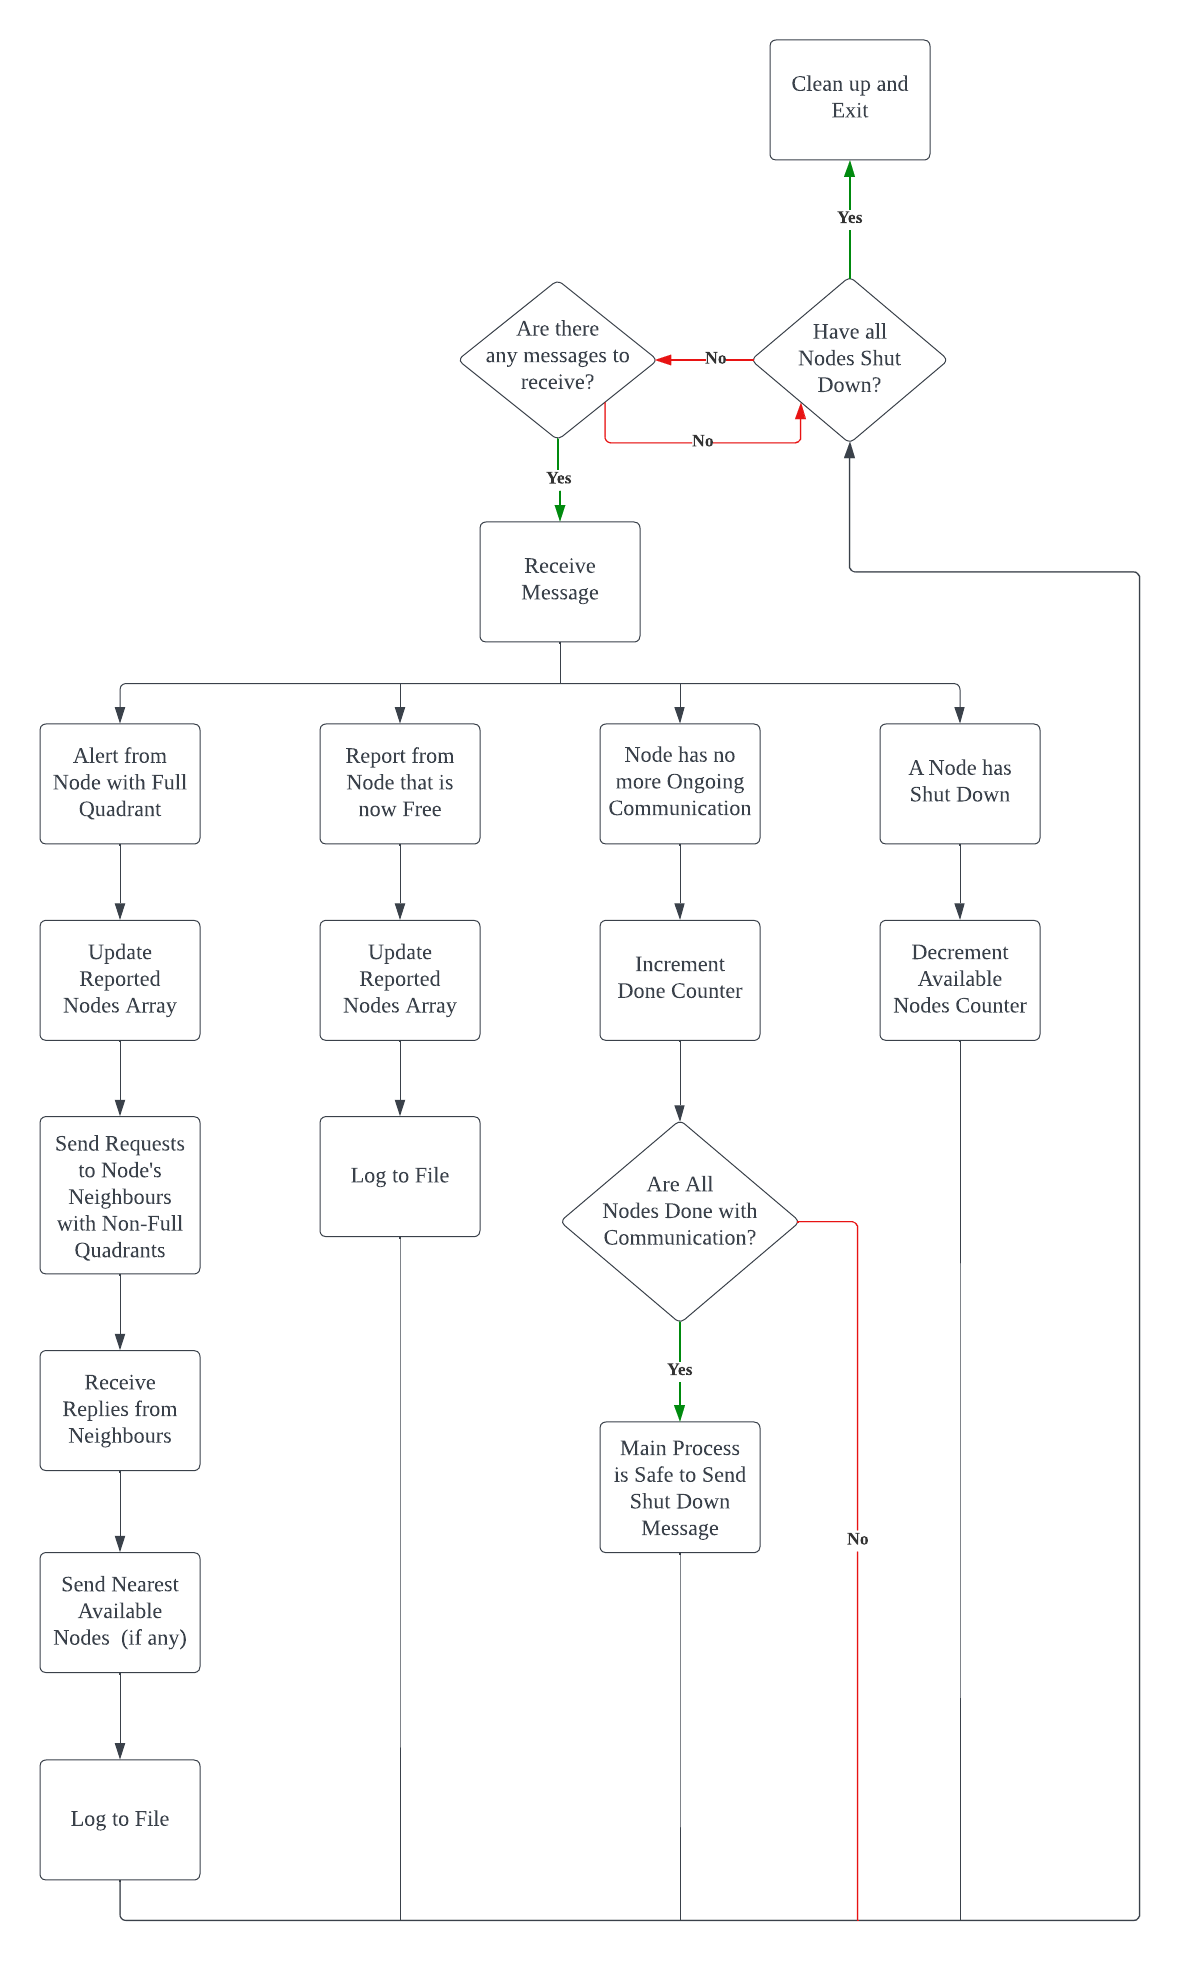 Clean up and
Exit
Yes
Have all
Nodes Shut
Down?
No
Are there
any messages to
receive?
No
Yes
Receive
Message
Alert from
Node with Full
Quadrant
Report from
Node that is
now Free
Node has no
more Ongoing
Communication
A Node has
Shut Down
Update
Reported
Nodes Array
Update
Reported
Nodes Array
Increment
Done Counter
Decrement
Available
Nodes Counter
Send Requests
to Node's
Neighbours
with Non-Full
Quadrants
Log to File
Are All
Nodes Done with
Communication?
Yes
No
Receive
Replies from
Neighbours
Main Process
is Safe to Send
Shut Down
Message
Send Nearest
Available
Nodes  (if any)
Log to File